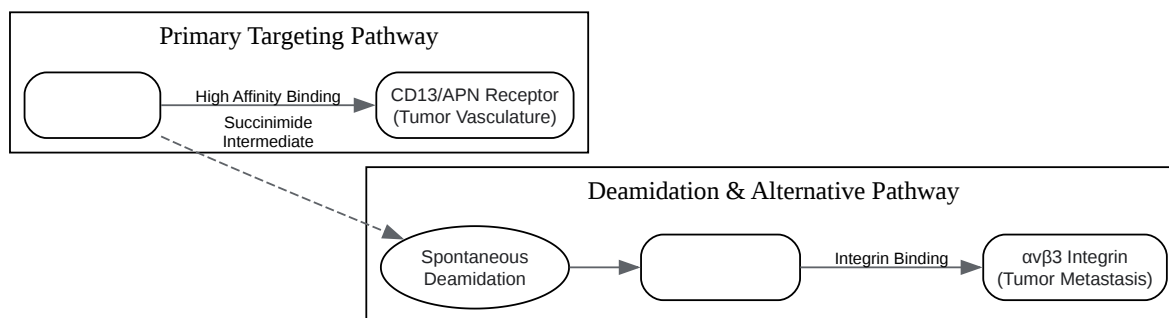 Primary Targeting Pathway
High Affinity Binding
CD13/APN Receptor
(Tumor Vasculature)
Succinimide
Intermediate
Deamidation & Alternative Pathway
Spontaneous
Deamidation
Integrin Binding
αvβ3 Integrin
(Tumor Metastasis)